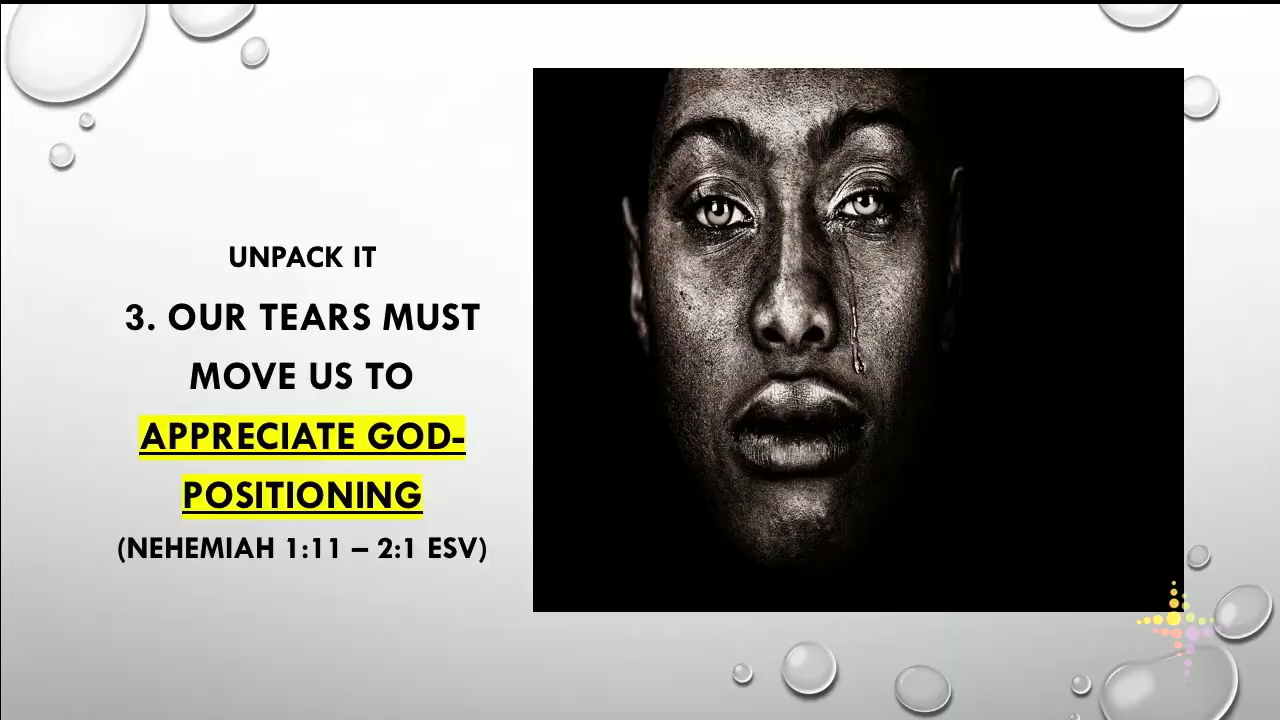 UNPACK IT
3. OUR TEARS MUST
MOVE US TO
APPRECIATE GOD-
POSITIONING
(NEHEMIAH 1:11 – 2:1 ESV)